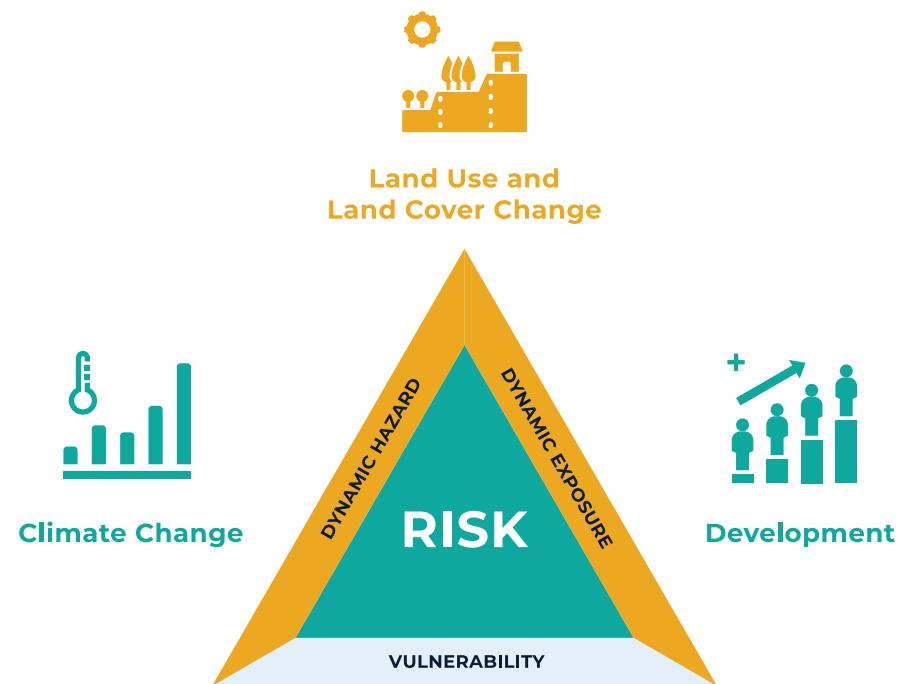 Land Use and
Land Cover Change
DYNAMIC HAZARD
DYNAMIC EXPOSURE
RISK
Climate Change
Development
VULNERABILITY